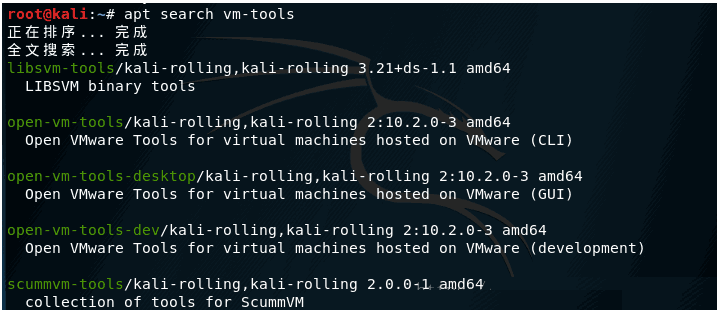 root@kali:~# apt search vm-tools
正在排序... 完成
全文搜索... 完成
libsvm-tools/kali-rolling,kali-rolling 3.21+ds-1.1 amd64
LIBSVM binary tools
open-vm-tools/kali-rolling,kali-rolling 2:10.2.0-3 amd64
Open VMware Tools for virtual machines hosted on VMware (CLI)
open-vm-tools-desktop/kali-rolling,kali-rolling 2:10.2.0-3 amd64
Open VMware Tools for virtual machines hosted on VMware (GUI)
open-vm-tools-dev/kali-rolling,kali-rolling 2:10.2.0-3 amd64
Open VMware Tools for virtual machines hosted on VMware (development)
scummvm-tools/kali-rolling,kali-rolling 2.0.0-1 amd64
collection of tools for ScummVM